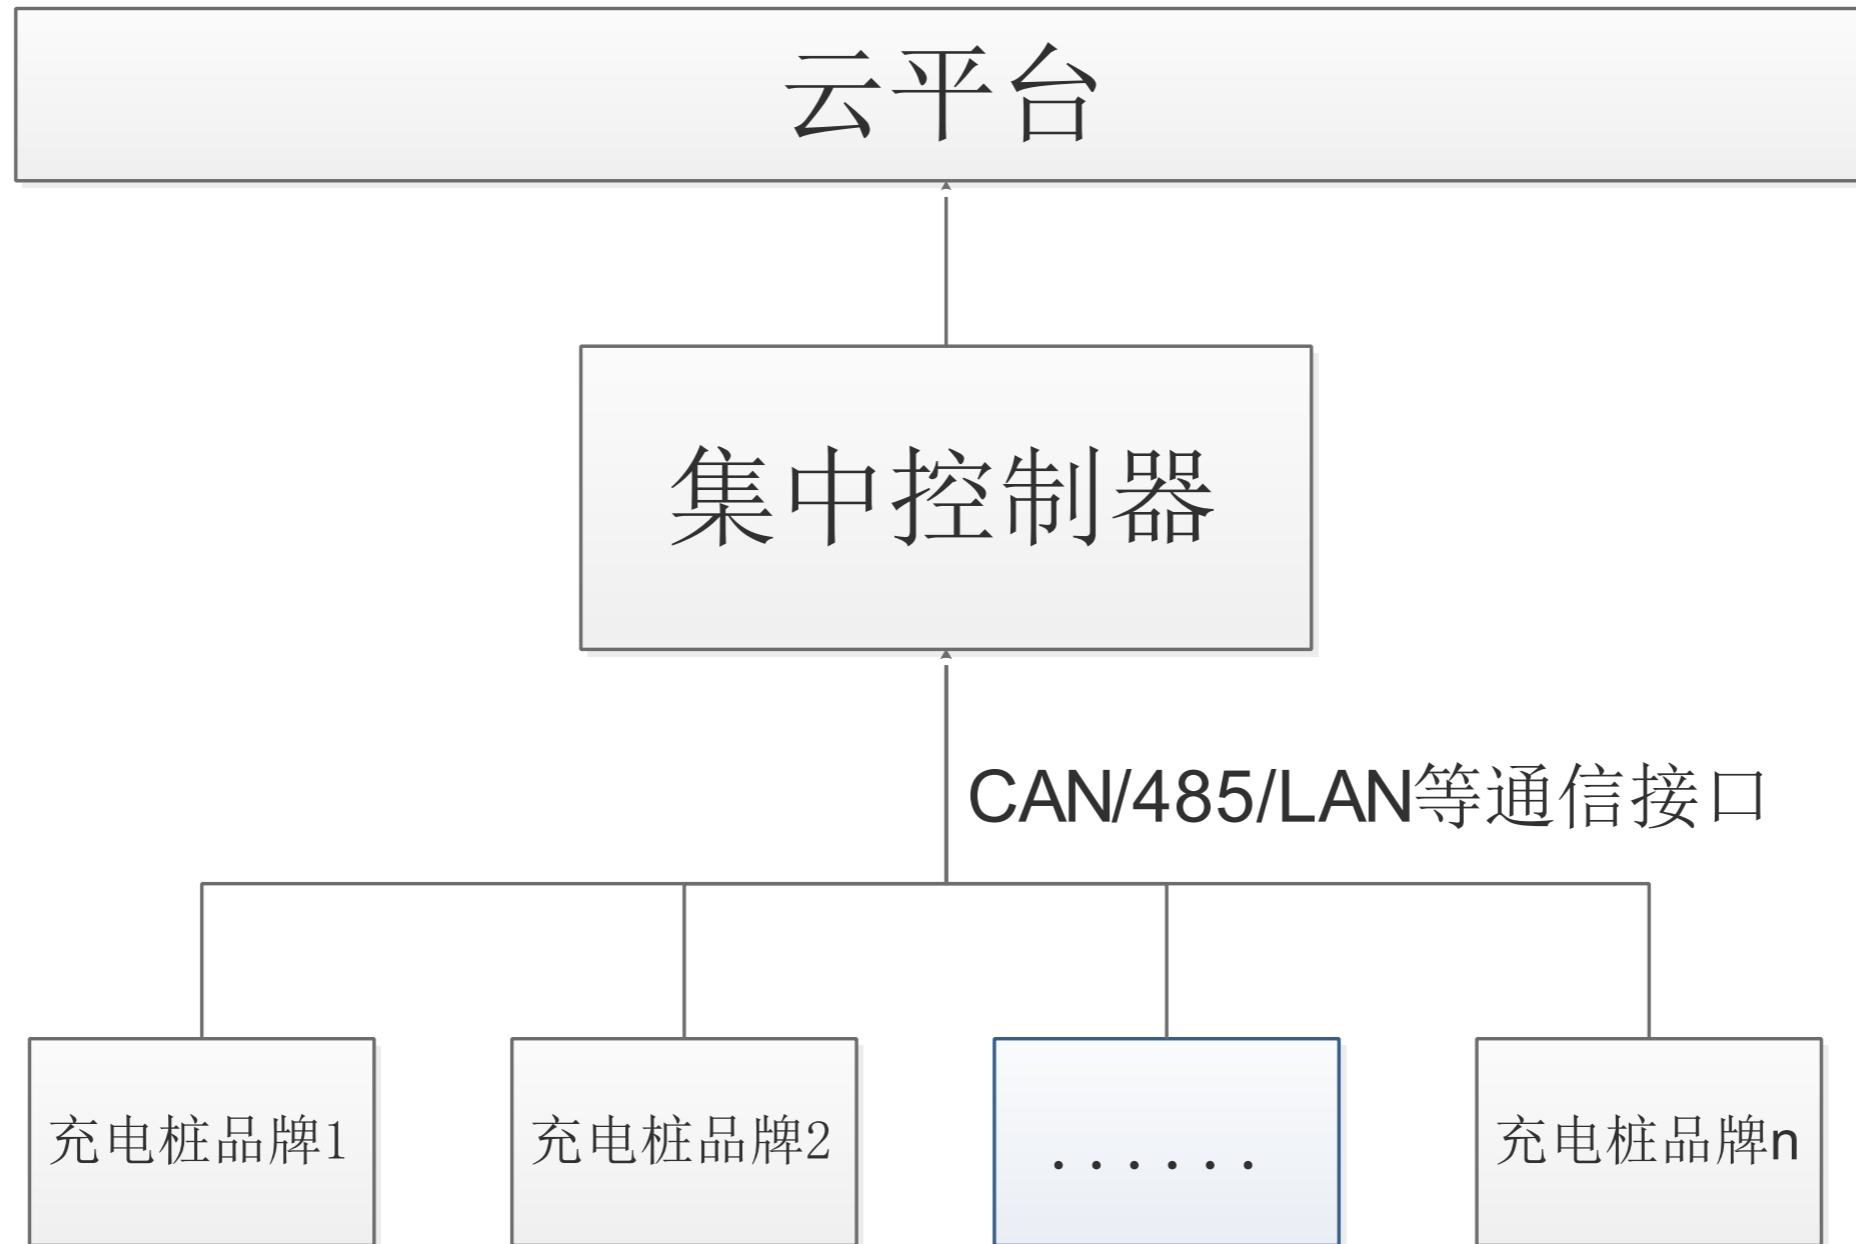 云平台
集中控制器
CAN/485/LAN等通信接口
充电桩品牌1
充电桩品牌2
......
充电桩品牌n